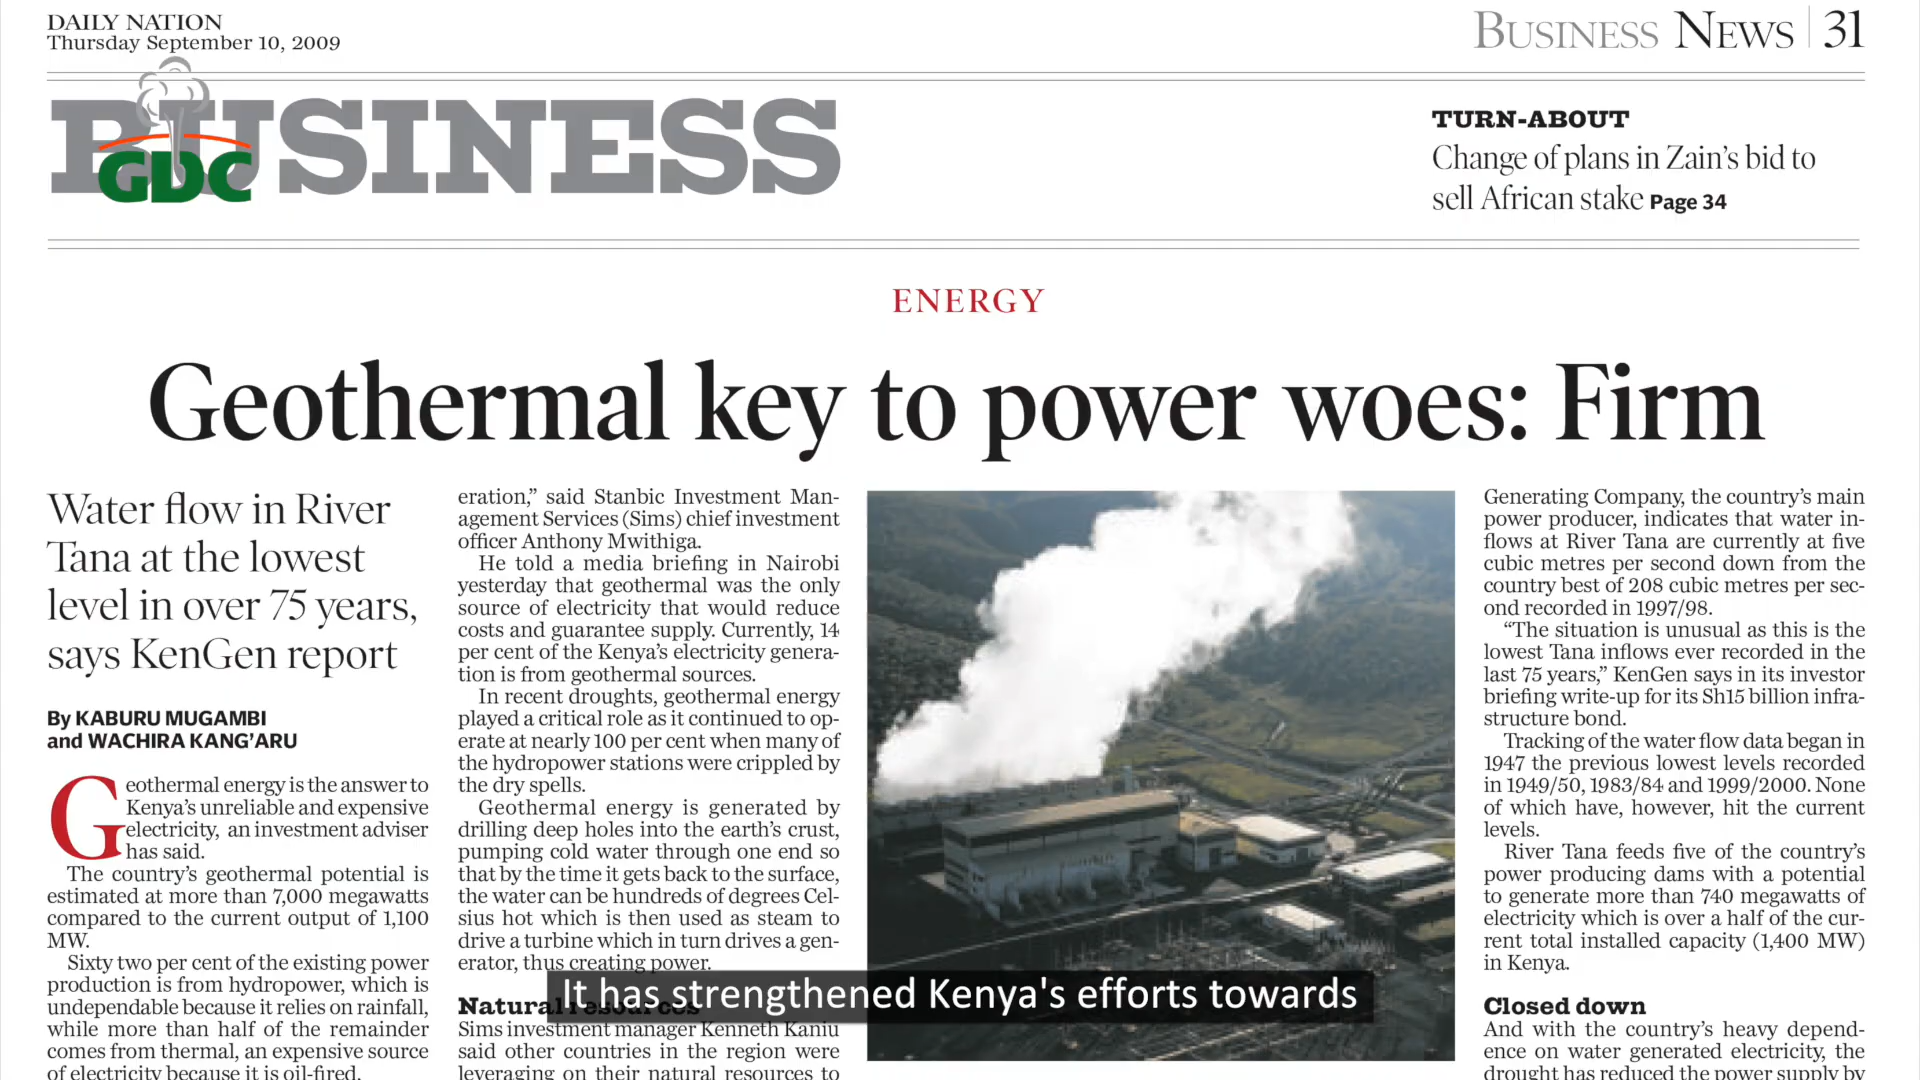 DAILY NATION
Thursday September 10, 2009
BUSINESS NEWS 31
BUSINESS
GDC
TURN-ABOUT
Change of plans in Zain's bid to
sell African stake Page 34
ENERGY
Geothermal key to power woes: Firm
Water flow in River
Tana at the lowest
level in over 75 years,
says KenGen report
By KABURU MUGAMBI
and WACHIRA KANG'ARU
Geothermal energy is the answer to
Kenya's unreliable and expensive
electricity, an investment adviser
has said.
The country's geothermal potential is
estimated at more than 7,000 megawatts
compared to the current output of 1,100
MW.
Sixty two per cent of the existing power
production is from hydropower, which is
undependable because it relies on rainfall,
while more than half of the remainder
comes from thermal, an expensive source
of electricity because it is oil-fired.
eration," said Stanbic Investment Man-
agement Services (Sims) chief investment
officer Anthony Mwithiga.
He told a media briefing in Nairobi
yesterday that geothermal was the only
source of electricity that would reduce
costs and guarantee supply. Currently, 14
per cent of the Kenya's electricity genera-
tion is from geothermal sources.
In recent droughts, geothermal energy
played a critical role as it continued to op-
erate at nearly 100 per cent when many of
the hydropower stations were crippled by
the dry spells.
Geothermal energy is generated by
drilling deep holes into the earth's crust,
pumping cold water through one end so
that by the time it gets back to the surface,
the water can be hundreds of degrees Cel-
sius hot which is then used as steam to
drive a turbine which in turn drives a gen-
erator, thus creating power.
Natural resources
Sims investment manager Kenneth Kaniu
said other countries in the region were
leveraging on their natural resources to
Generating Company, the country's main
power producer, indicates that water in-
flows at River Tana are currently at five
cubic metres per second down from the
country best of 208 cubic metres per sec-
ond recorded in 1997/98.
"The situation is unusual as this is the
lowest Tana inflows ever recorded in the
last 75 years," KenGen says in its investor
briefing write-up for its Sh15 billion infra-
structure bond.
Tracking of the water flow data began in
1947 the previous lowest levels recorded
in 1949/50, 1983/84 and 1999/2000. None
of which have, however, hit the current
levels.
River Tana feeds five of the country's
power producing dams with a potential
to generate more than 740 megawatts of
electricity which is over a half of the cur-
rent total installed capacity (1,400 MW)
in Kenya.
Closed down
And with the country's heavy depend-
ence on water generated electricity, the
drought has reduced the power supply by
It has strengthened Kenya's efforts towards